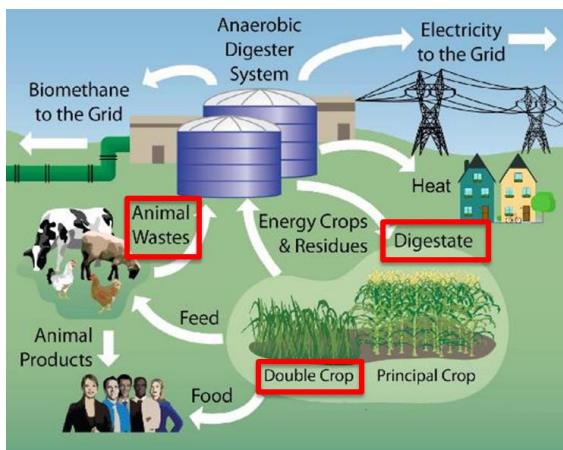 Anaerobic
Digester
System
Electricity
to the Grid
Biomethane
to the Grid
Heat
Animal
Wastes
Energy Crops
& Residues
Digestate
Feed
Animal
Products
Double Crop
Principal Crop
Food